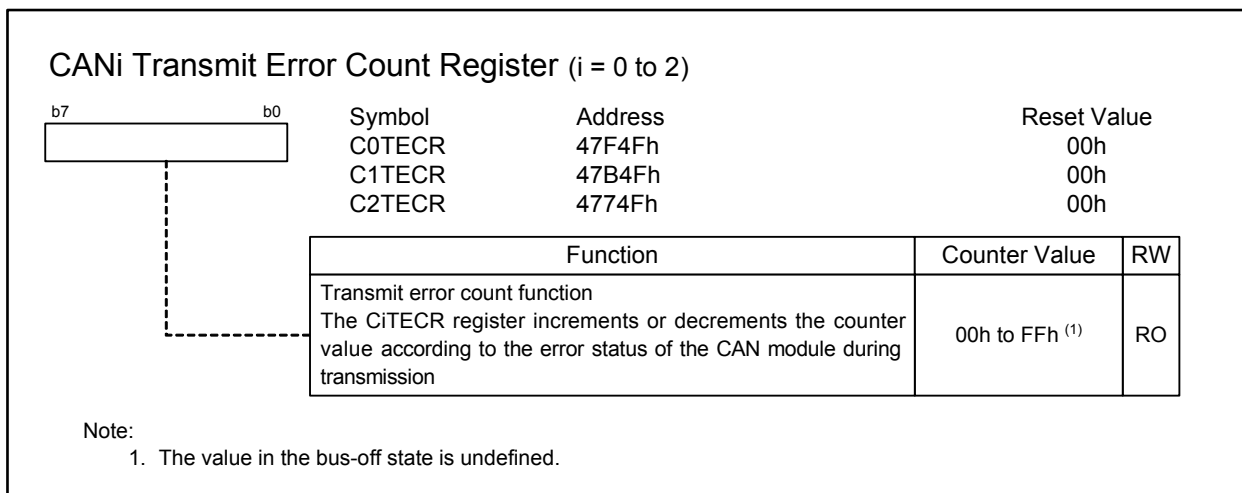 CANi Transmit Error Count Register (i = 0 to 2)
b7 b0
Symbol Address Reset Value
C0TECR 47F4Fh 00h
C1TECR 47B4Fh 00h
C2TECR 4774Fh 00h
Function Counter Value RW
Transmit error count function
The CiTECR register increments or decrements the counter
value according to the error status of the CAN module during
transmission
00h to FFh (1) RO
Note:
1. The value in the bus-off state is undefined.